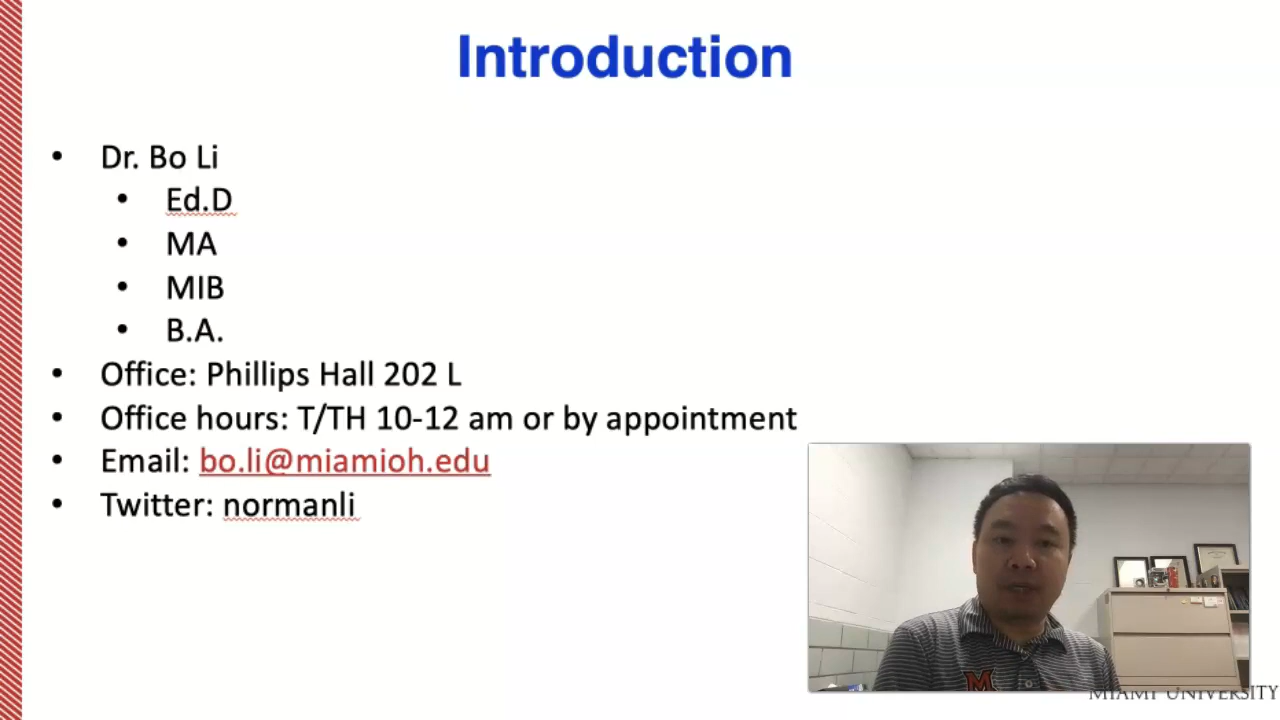 Introduction
• Dr. Bo Li
• Ed.D
• MA
• MIB
• B.A.
• Office: Phillips Hall 202 L
• Office hours: T/TH 10-12 am or by appointment
• Email: bo.li@miamioh.edu
• Twitter: normanli
M
MIAMI UNIVERSITY